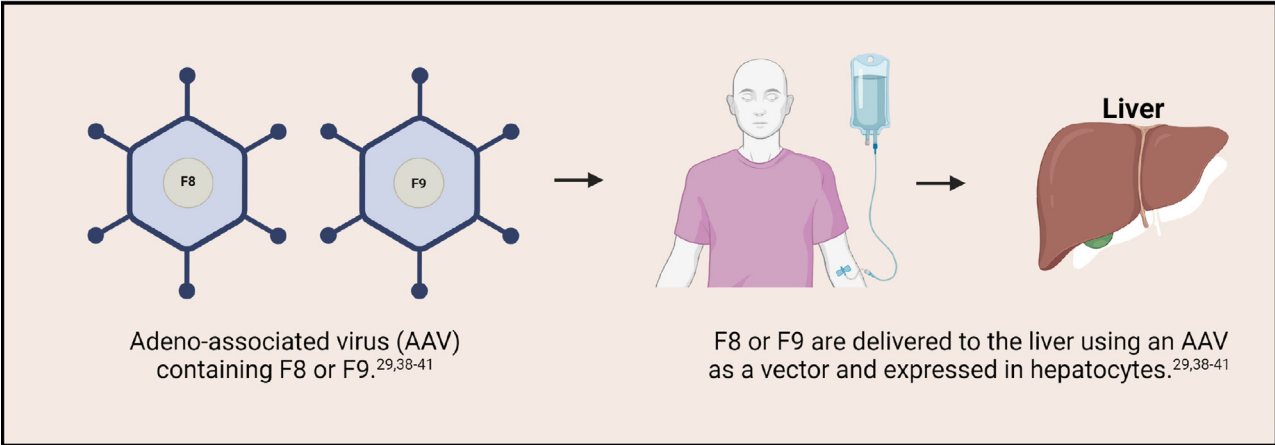 F8
F9
Liver
Adeno-associated virus (AAV)
containing F8 or F9.29,38-41
F8 or F9 are delivered to the liver using an AAV
as a vector and expressed in hepatocytes.29,38-41